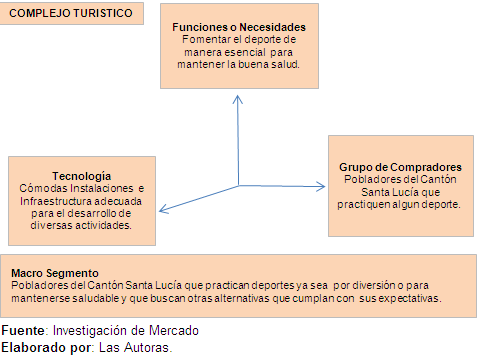 COMPLEJO TURISTICO
Funciones o Necesidades
Fomentar el deporte de
manera esencial para
mantener la buena salud.
Tecnología
Cómodas Instalaciones e
Infraestructura adecuada
para el desarrollo de
diversas actividades.
Grupo de Compradores
Pobladores del Cantón
Santa Lucía que
practiquen algun deporte.
Macro Segmento
Pobladores del Cantón Santa Lucía que practican deportes ya sea por diversión o para
mantenerse saludable y que buscan otras alternativas que cumplan con sus expectativas.
Fuente: Investigación de Mercado
Elaborado por: Las Autoras.